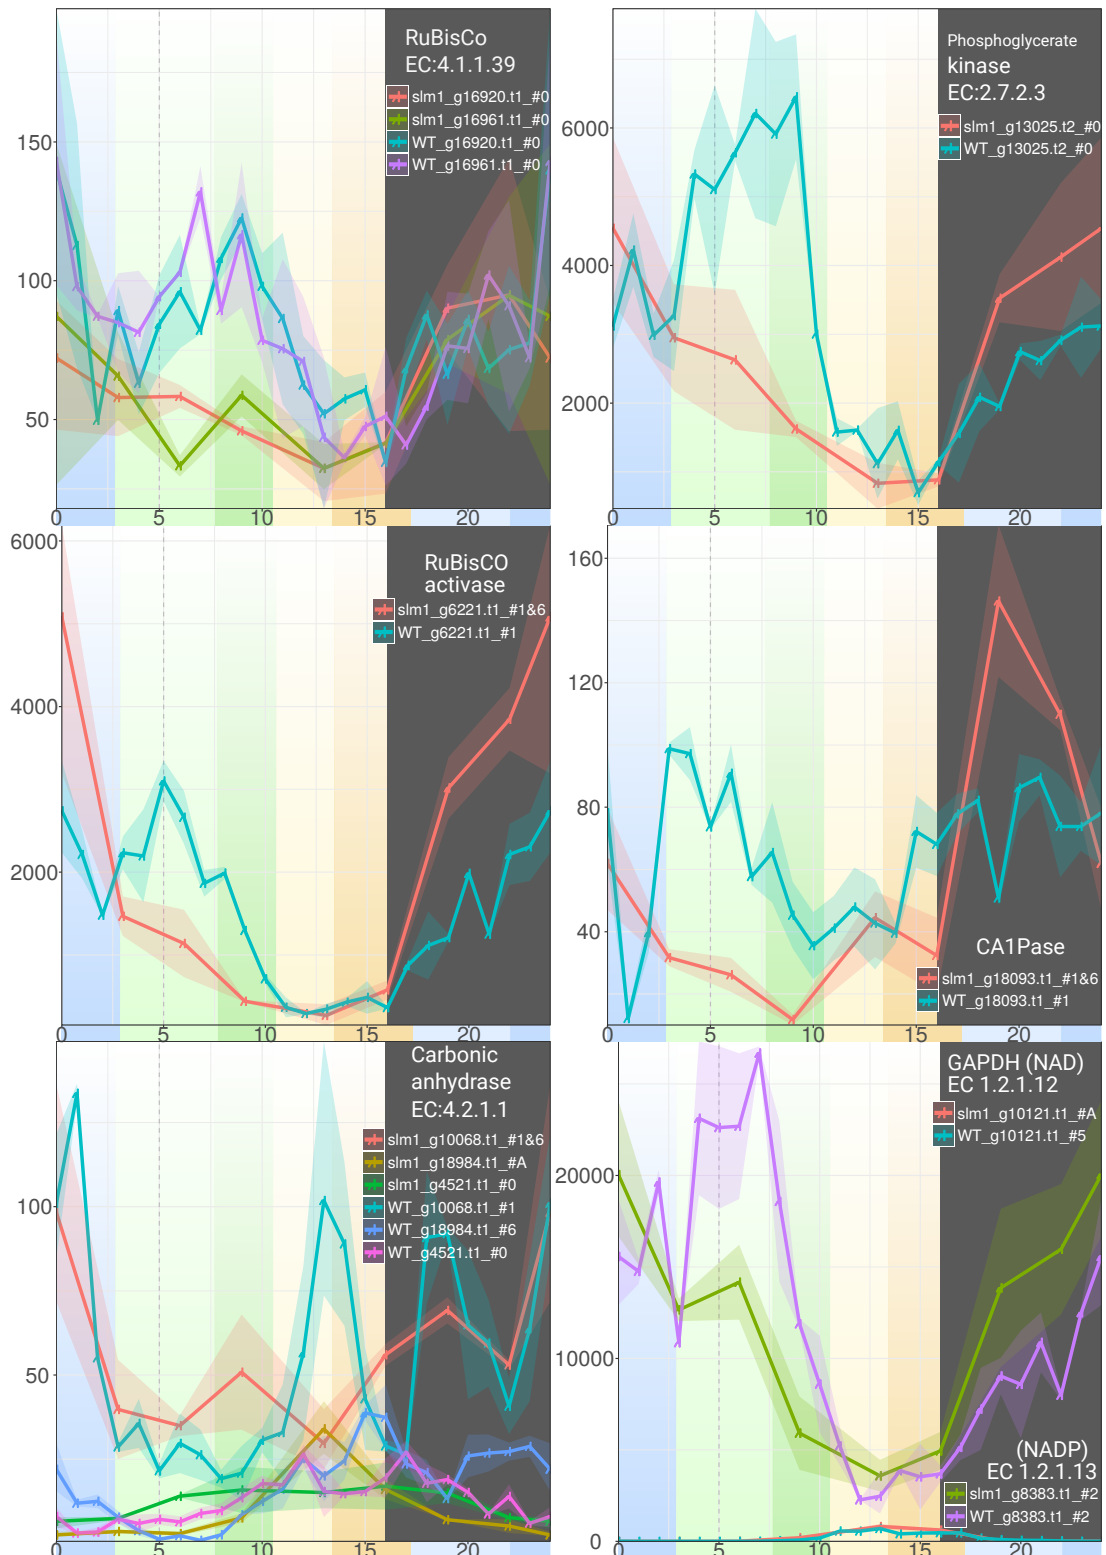 RuBisCo
EC:4.1.1.39
slm1_g16920.t1_#0
slm1_g16961.t1_#0
WT_g16920.t1_#0
WT_g16961.t1_#0
150
100
50
0 5 10 15 20
Phosphoglycerate
kinase
EC:2.7.2.3
slm1_g13025.t2_#0
WT_g13025.t2_#0
6000
4000
2000
0 5 10 15 20
RuBisCO
activase
slm1_g6221.t1_#1&6
WT_g6221.t1_#1
6000
4000
2000
0 5 10 15 20
160
120
80
40
CA1Pase
slm1_g18093.t1_#1&6
WT_g18093.t1_#1
0 5 10 15 20
Carbonic
anhydrase
EC:4.2.1.1
slm1_g10068.t1_#1&6
slm1_g18984.t1_#A
slm1_g4521.t1_#0
WT_g10068.t1_#1
WT_g18984.t1_#6
WT_g4521.t1_#0
100
50
0 5 10 15 20
GAPDH (NAD)
EC 1.2.1.12
slm1_g10121.t1_#A
WT_g10121.t1_#5
20000
10000
0
(NADP)
EC 1.2.1.13
slm1_g8383.t1_#2
WT_g8383.t1_#2
0 5 10 15 20